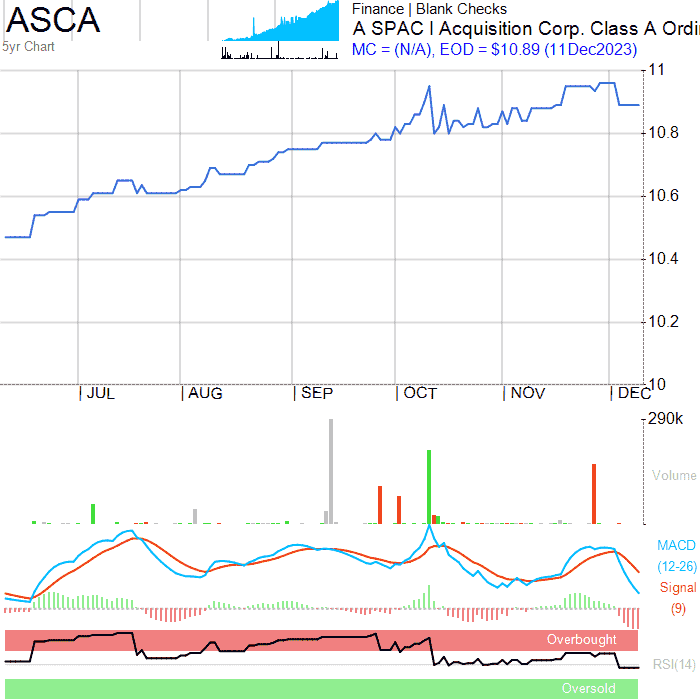 ASCA
5yr Chart
Finance | Blank Checks
A SPAC I Acquisition Corp. Class A Ordi
MC = (N/A), EOD = $10.89 (11Dec2023)
11
10.8
10.6
10.4
10.2
10
| JUL | AUG | SEP | OCT | NOV | DEC
290k
Volume
MACD
(12-26)
Signal
(9)
Overbought
RSI(14)
Oversold